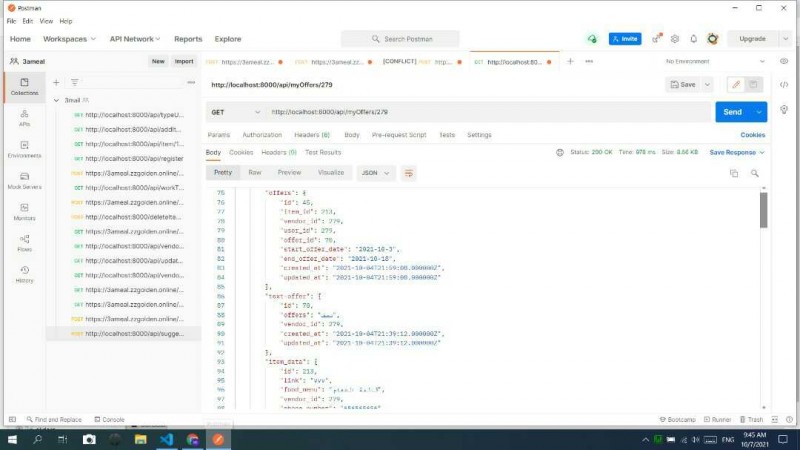 Postman
File Edit View Help
Home Workspaces API Network Reports Explore
Search Postman
Invite
Upgrade
3ameal
New Import
POST https://3ameal.zz...
POST https://3ameal.zz...
[CONFLICT] POST http:...
GET http://localhost:80...
No Environment
Collections
APIs
Environments
Mock Servers
Monitors
Flows
History
3mail
GET http://localhost:8000/api/typeU...
GET http://localhost:8000/api/addIt...
GET http://localhost:8000/api/item/1...
GET http://localhost:8000/api/register
POST https://3ameal.zzgolden.online/...
GET http://localhost:8000/api/workT...
POST https://3ameal.zzgolden.online/...
POST http://localhost:8000/deleteIte...
GET https://3ameal.zzgolden.online/...
GET http://localhost:8000/api/vendo...
GET http://localhost:8000/api/updat...
GET http://localhost:8000/api/vendo...
GET https://3ameal.zzgolden.online/...
GET https://3ameal.zzgolden.online/...
POST https://3ameal.zzgolden.online/...
POST http://localhost:8000/api/sugge...
http://localhost:8000/api/myOffers/279
Save
GET http://localhost:8000/api/myOffers/279
Send
Params Authorization Headers (8) Body Pre-request Script Tests Settings
Cookies
Body Cookies Headers Test Results
Status: 200 OK Time: 978 ms Size: 8.66 KB Save Response
Pretty Raw Preview Visualize JSON
75 "offers": {
76 "id": 45,
77 "item_id": 213,
78 "vendor_id": 279,
79 "user_id": 279,
80 "offer_id": 70,
81 "start_offer_date": "2021-10-3",
82 "end_offer_date": "2021-10-18",
83 "created_at": "2021-10-04T21:59:00.000000Z",
84 "updated_at": "2021-10-04T21:59:00.000000Z"
85 },
86 "text-offer": {
87 "id": 70,
88 "offers":
89 "vendor_id": 279,
90 "created_at": "2021-10-04T21:39:12.000000Z",
91 "updated_at": "2021-10-04T21:39:12.000000Z"
92 },
93 "item_data": {
94 "id": 213,
95 "link": "vvv",
96 "food_menu":
97 "vendor_id": 279,
Find and Replace Console
Bootcamp Runner Trash
ENG
9:45 AM
10/7/2021